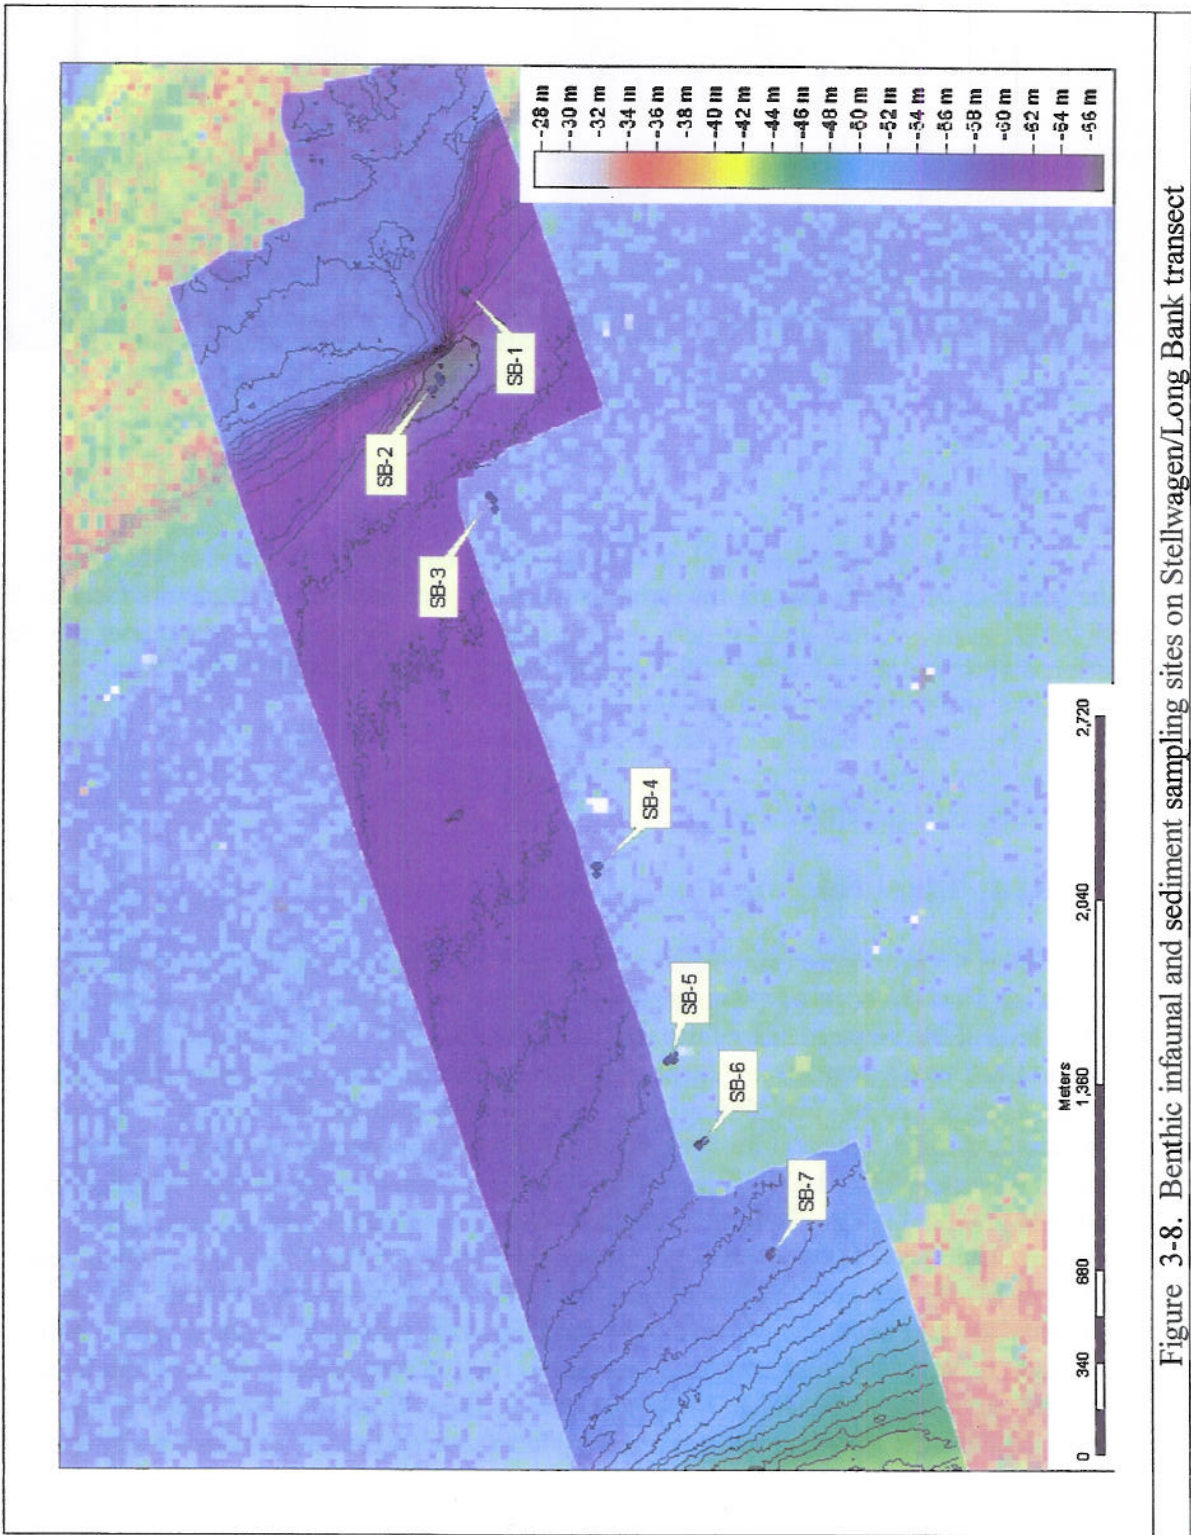 -28 m
-30 m
-32 m
-34 m
-36 m
-38 m
-40 m
-42 m
-44 m
-46 m
-48 m
-50 m
-52 m
-54 m
-56 m
-58 m
-60 m
-62 m
-64 m
-66 m
SB-1
SB-2
SB-3
SB-4
SB-5
SB-6
SB-7
Meters
0 340 680 1,360 2,040 2,720
Figure 3-8. Benthic infaunal and sediment sampling sites on Stellwagen/Long Bank transect